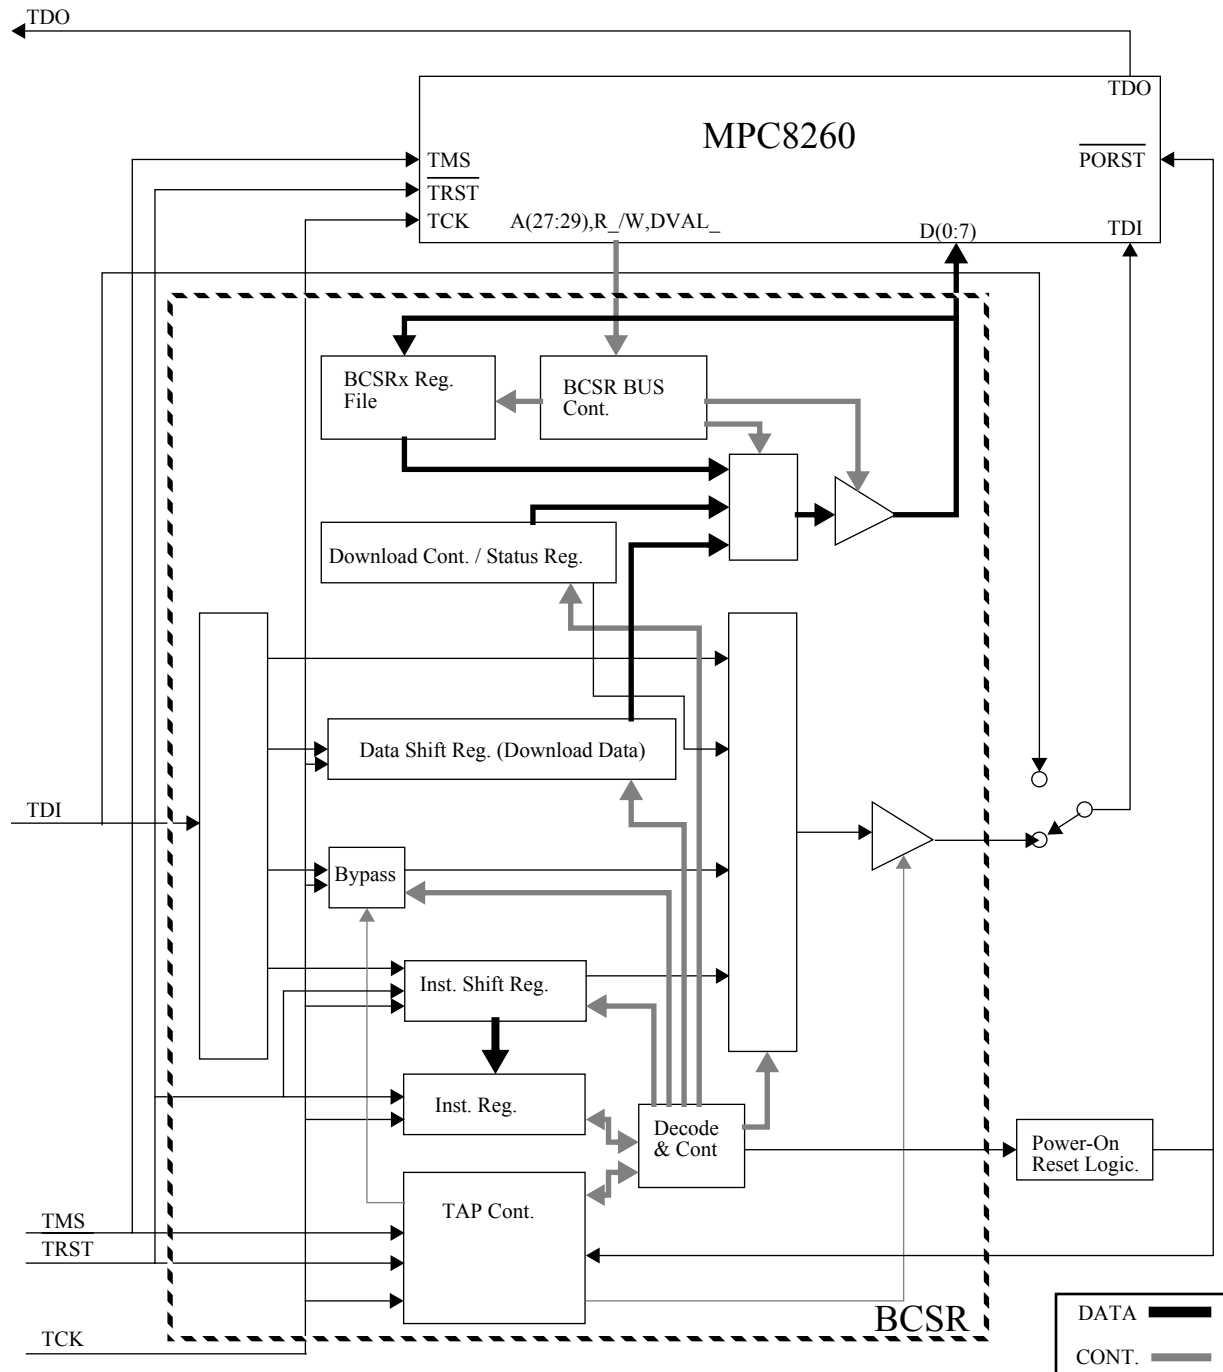 TDO
TDO
MPC8260
TMS
PORST
TRST
TCK
A(27:29),R_/W,DVAL_
D(0:7)
TDI
BCSRx Reg.
File
BCSR BUS
Cont.
Download Cont. / Status Reg.
Data Shift Reg. (Download Data)
TDI
Bypass
Inst. Shift Reg.
Inst. Reg.
Decode
& Cont
Power-On
Reset Logic.
TAP Cont.
TMS
TRST
BCSR
DATA
TCK
CONT.